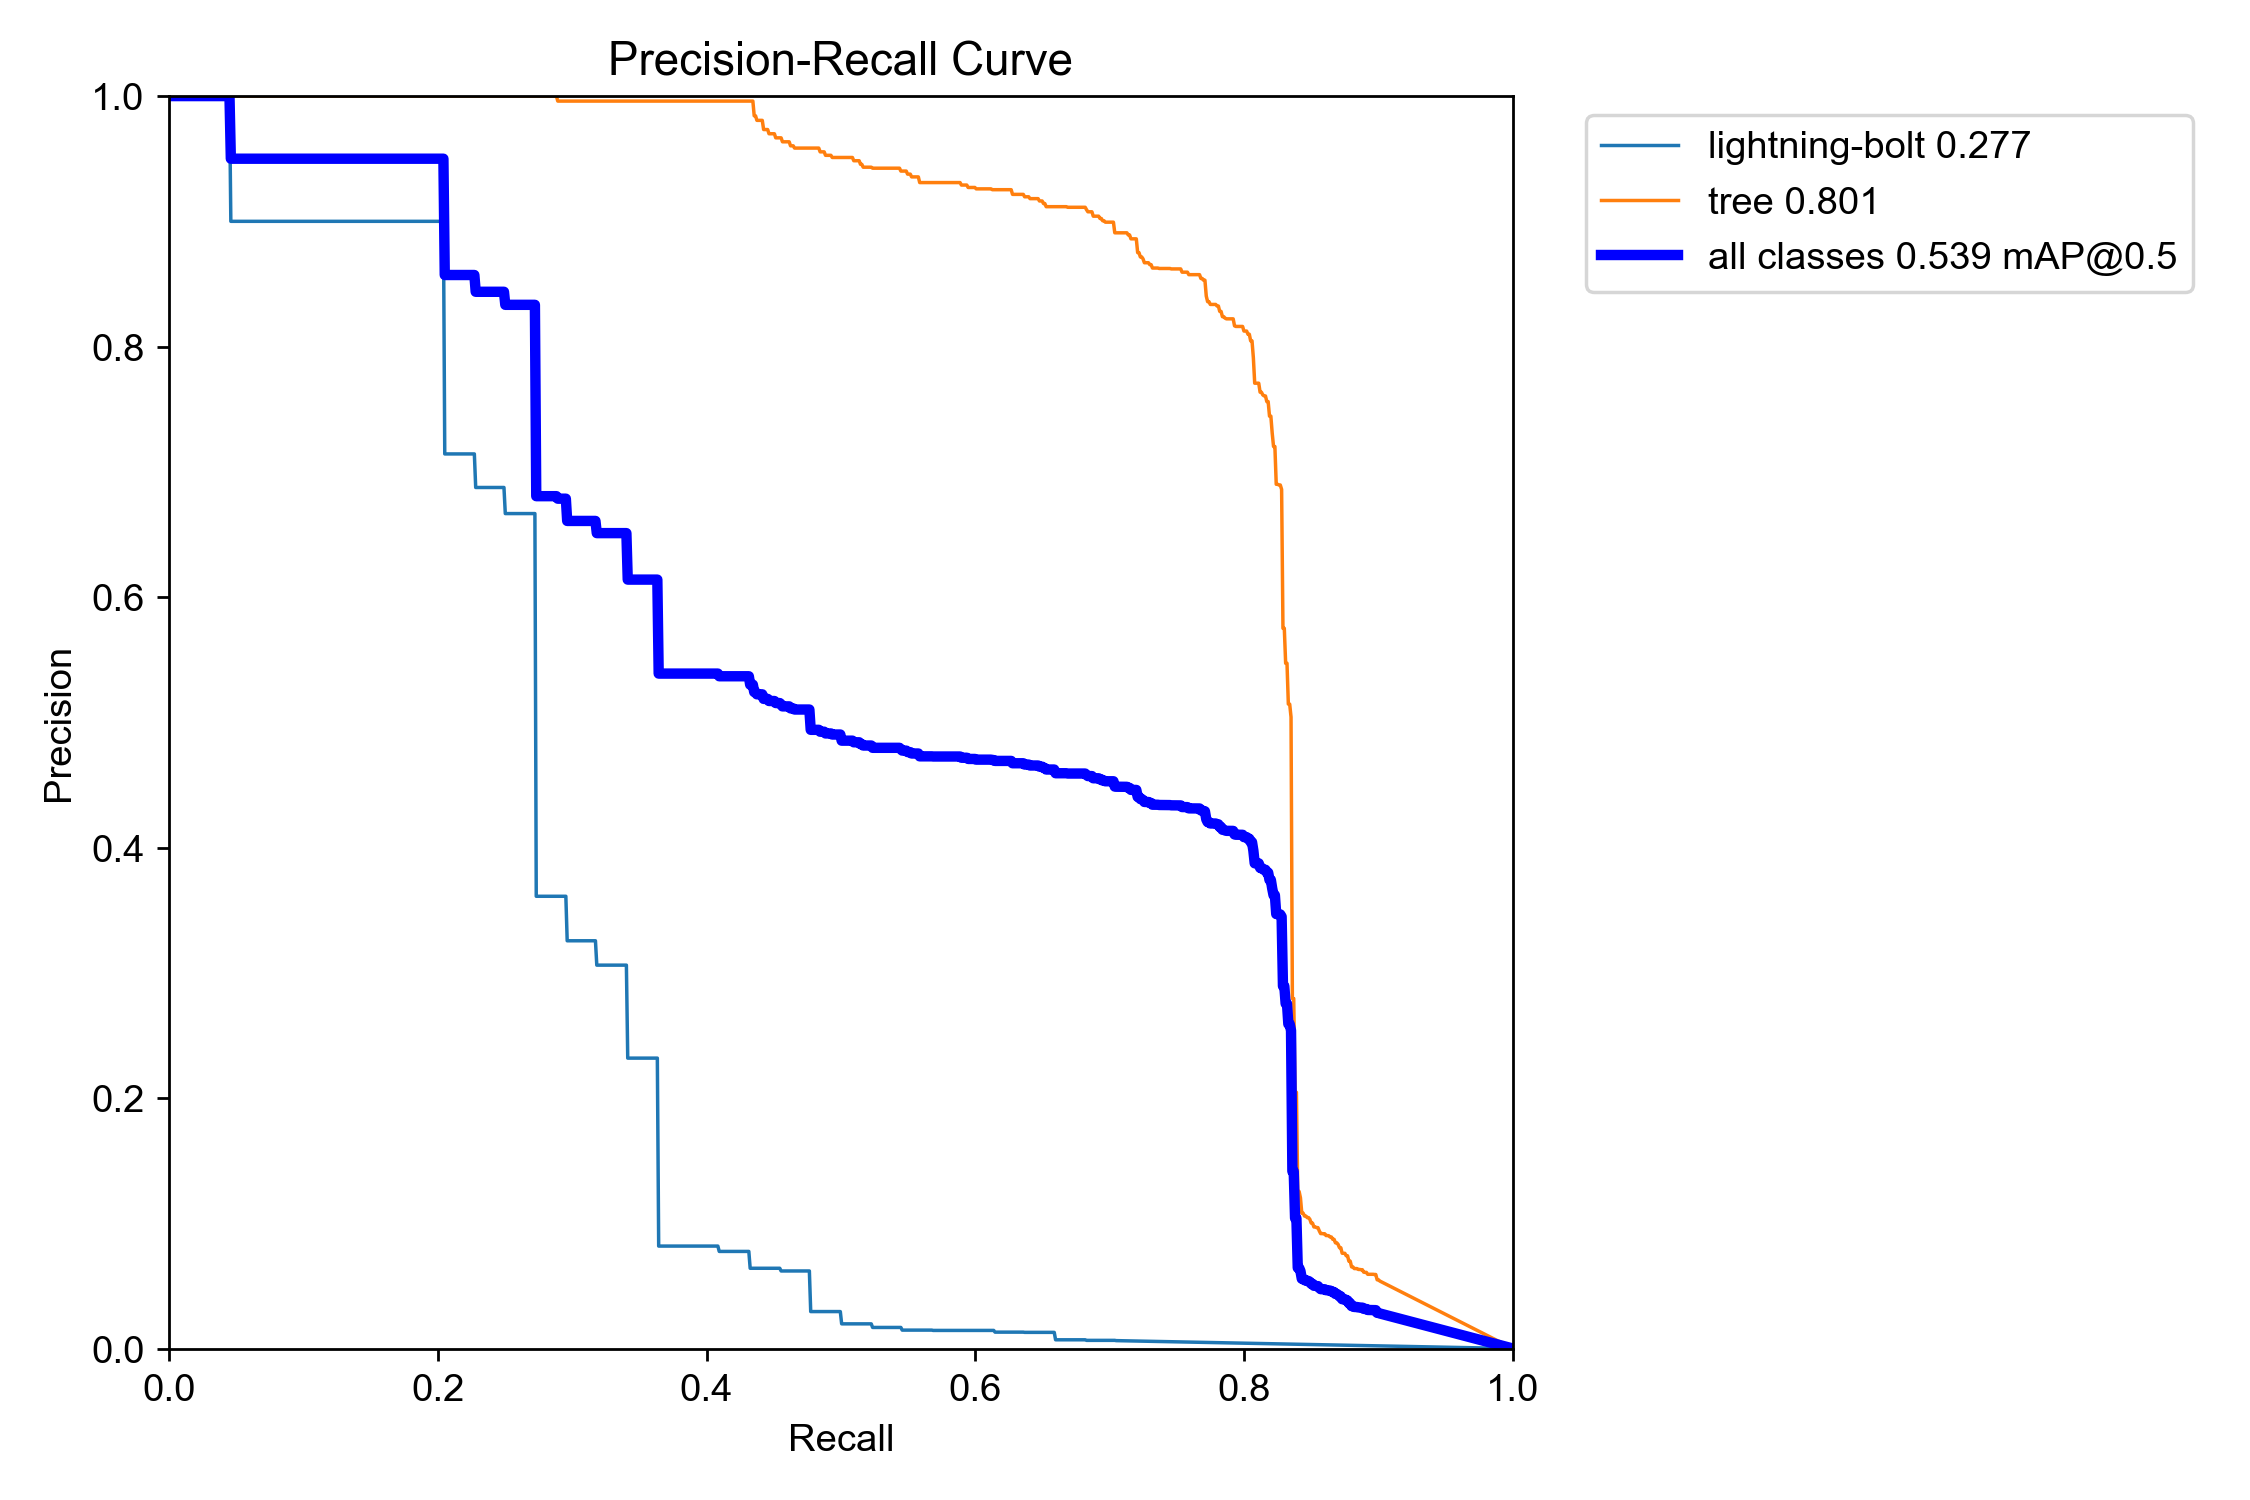 Precision-Recall Curve
1.0
0.8
0.6
0.4
0.2
0.0
Precision
0.0 0.2 0.4 0.6 0.8 1.0
Recall
lightning-bolt 0.277
tree 0.801
all classes 0.539 mAP@0.5